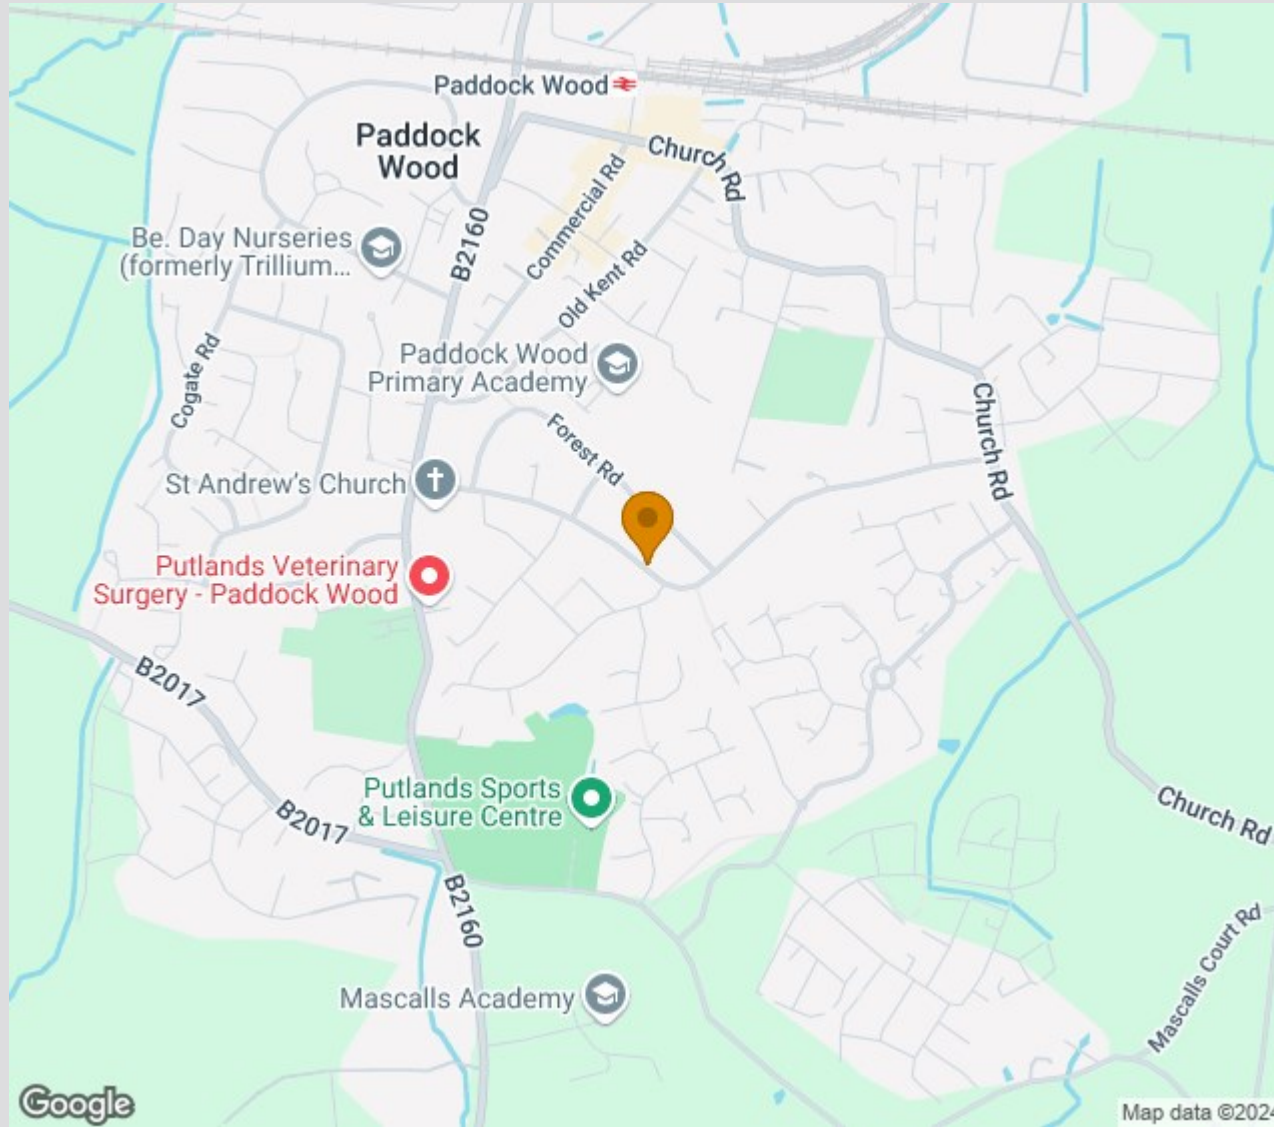 Paddock Wood
Paddock
Wood
Church Rd
Commercial Rd
B2160
Be. Day Nurseries
(formerly Trillium...
Old Kent Rd
Cogate Rd
Paddock Wood
Primary Academy
Church Rd
Forest Rd
St Andrew's Church
Putlands Veterinary
Surgery - Paddock Wood
B2017
Putlands Sports
& Leisure Centre
B2017
Church Rd
B2160
Mascalls Court Rd
Mascalls Academy
Google
Map data ©2024